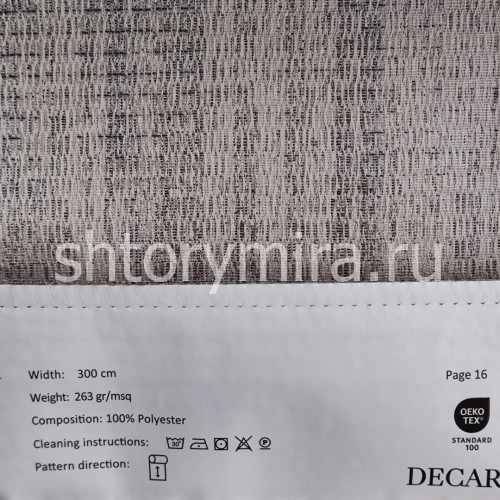 shtorymira.ru
Width: 300 cm
Page 16
Weight: 263 gr/msq
Composition: 100% Polyester
Cleaning instructions: 30
Pattern direction:
OEKO
TEX®
STANDARD
100
DECAR